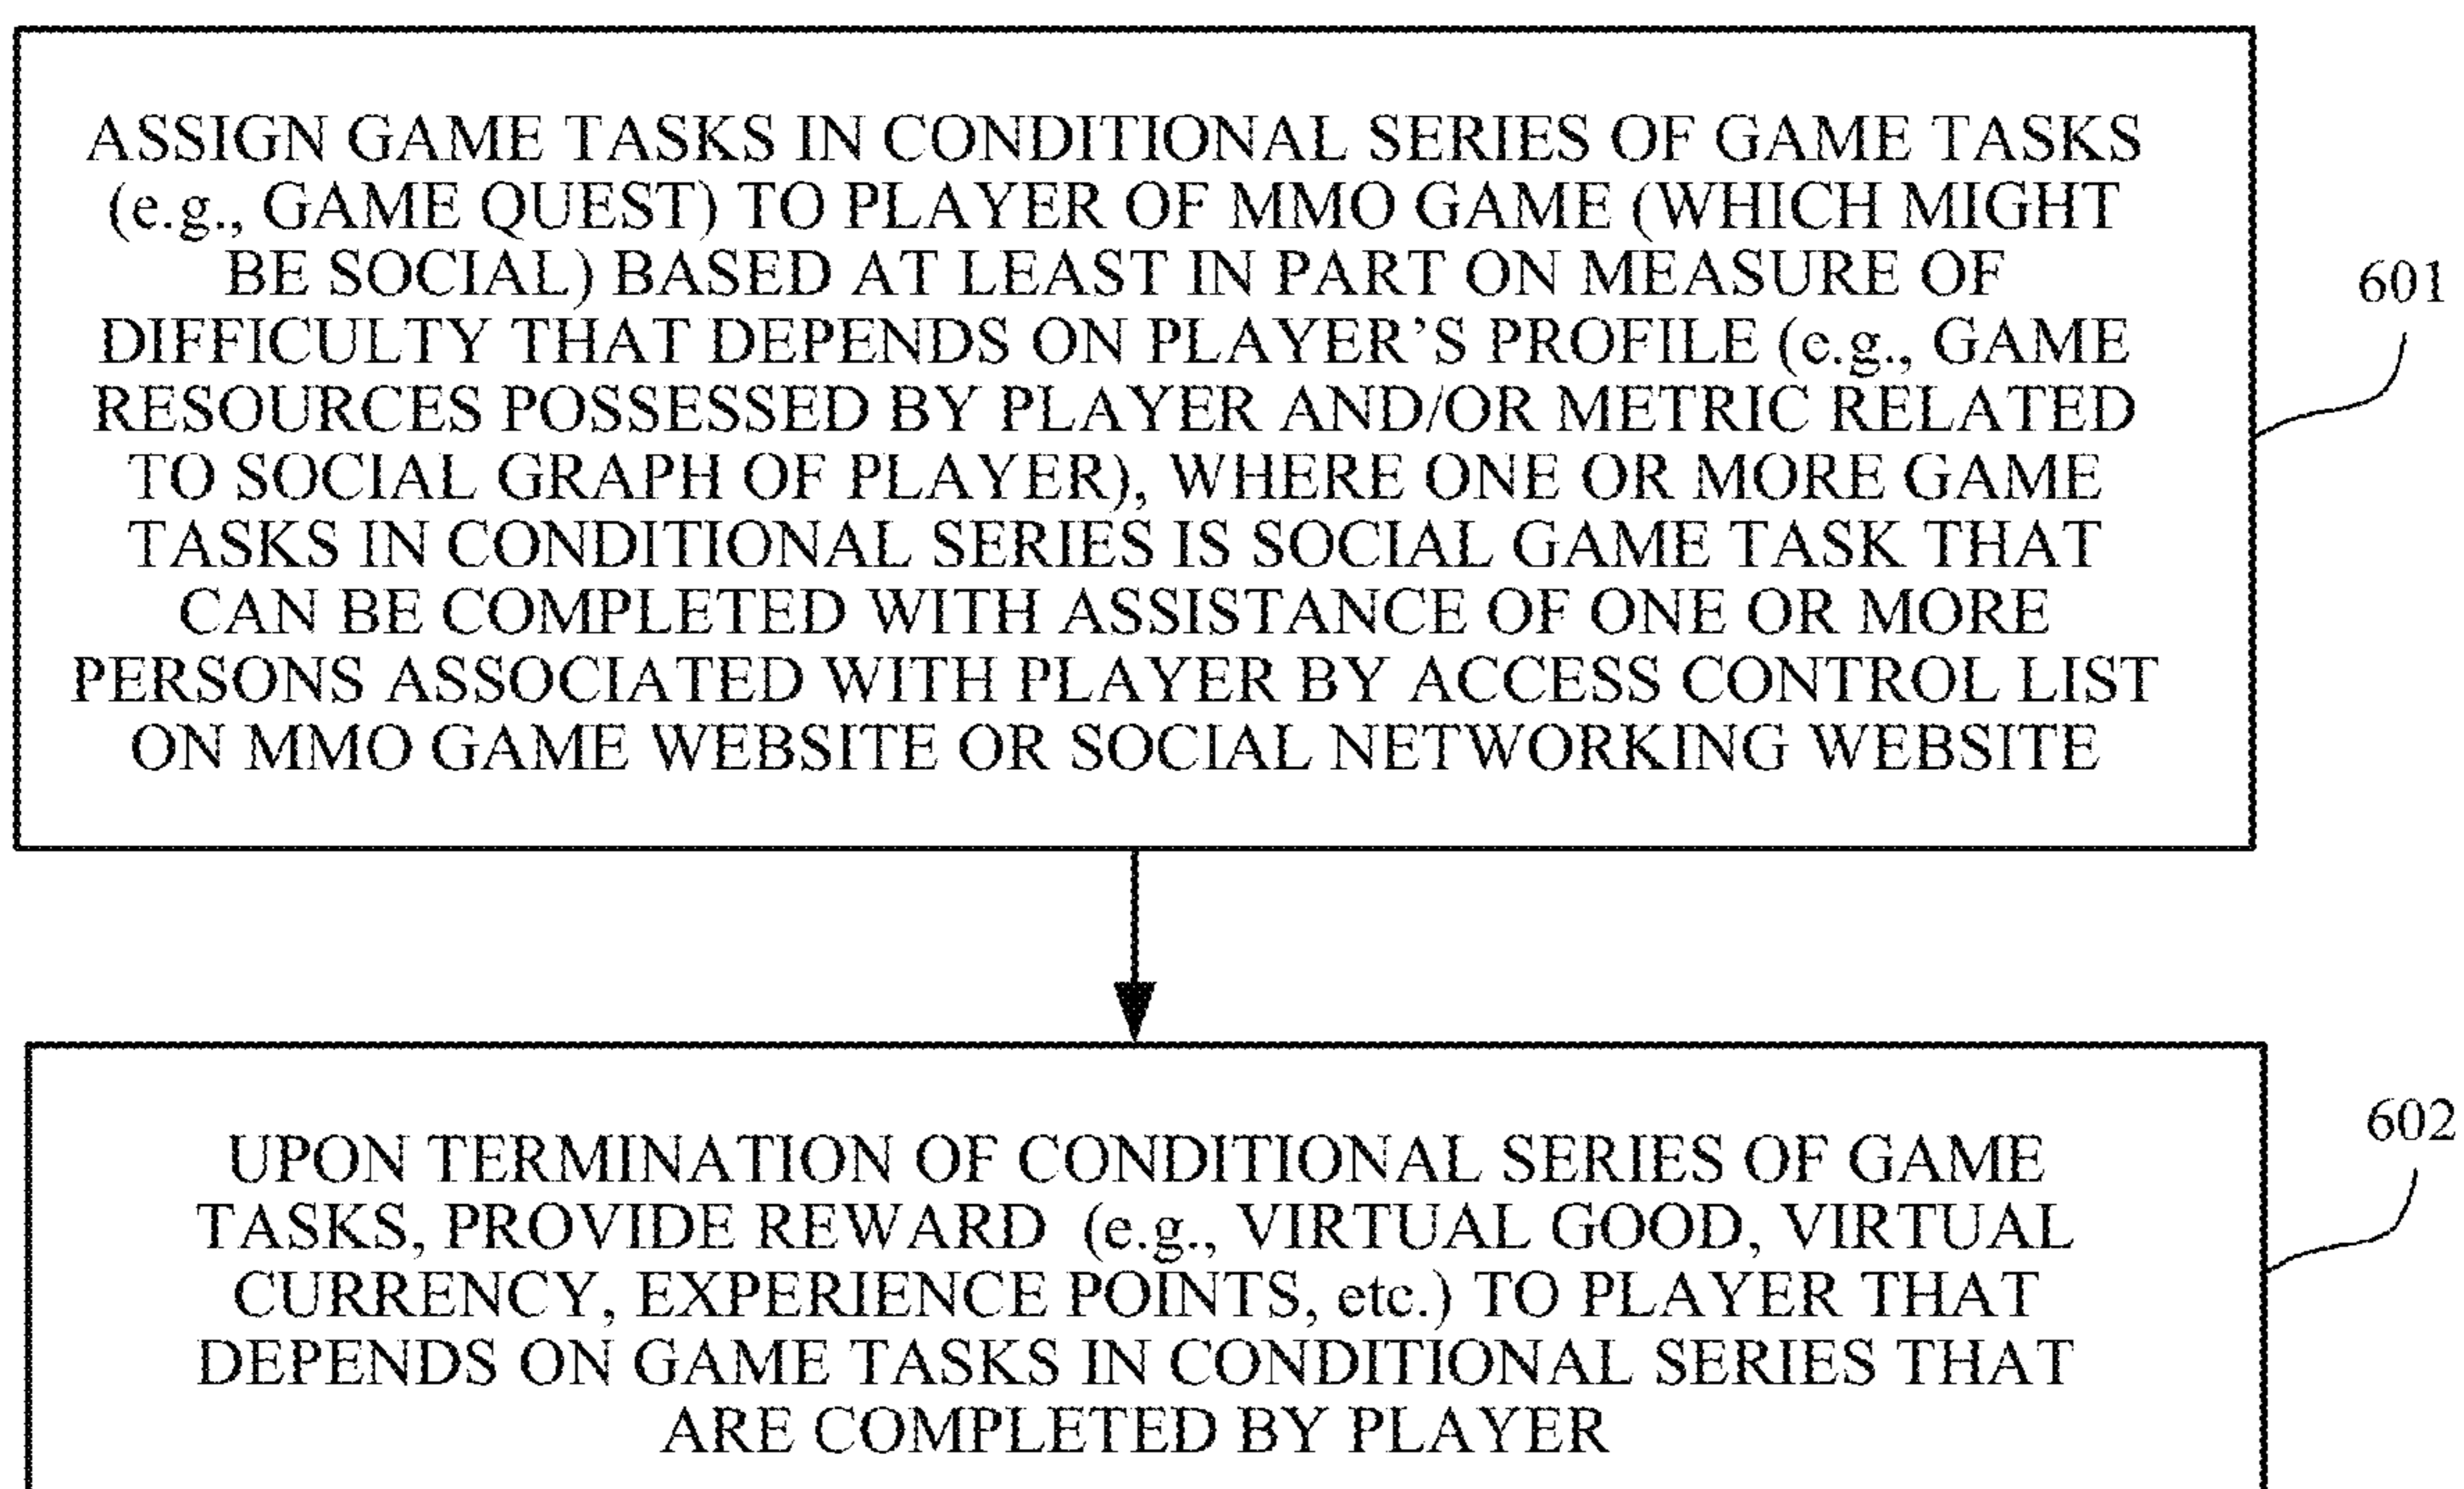 ASSIGN GAME TASKS IN CONDITIONAL SERIES OF GAME TASKS
(e.g., GAME QUEST) TO PLAYER OF MMO GAME (WHICH MIGHT
BE SOCIAL) BASED AT LEAST IN PART ON MEASURE OF
DIFFICULTY THAT DEPENDS ON PLAYER’S PROFILE (e.g., GAME
RESOURCES POSSESSED BY PLAYER AND/OR METRIC RELATED
TO SOCIAL GRAPH OF PLAYER), WHERE ONE OR MORE GAME
TASKS IN CONDITIONAL SERIES IS SOCIAL GAME TASK THAT
CAN BE COMPLETED WITH ASSISTANCE OF ONE OR MORE
PERSONS ASSOCIATED WITH PLAYER BY ACCESS CONTROL LIST
ON MMO GAME WEBSITE OR SOCIAL NETWORKING WEBSITE
601
UPON TERMINATION OF CONDITIONAL SERIES OF GAME
TASKS, PROVIDE REWARD (e.g., VIRTUAL GOOD, VIRTUAL
CURRENCY, EXPERIENCE POINTS, etc.) TO PLAYER THAT
DEPENDS ON GAME TASKS IN CONDITIONAL SERIES THAT
ARE COMPLETED BY PLAYER
602